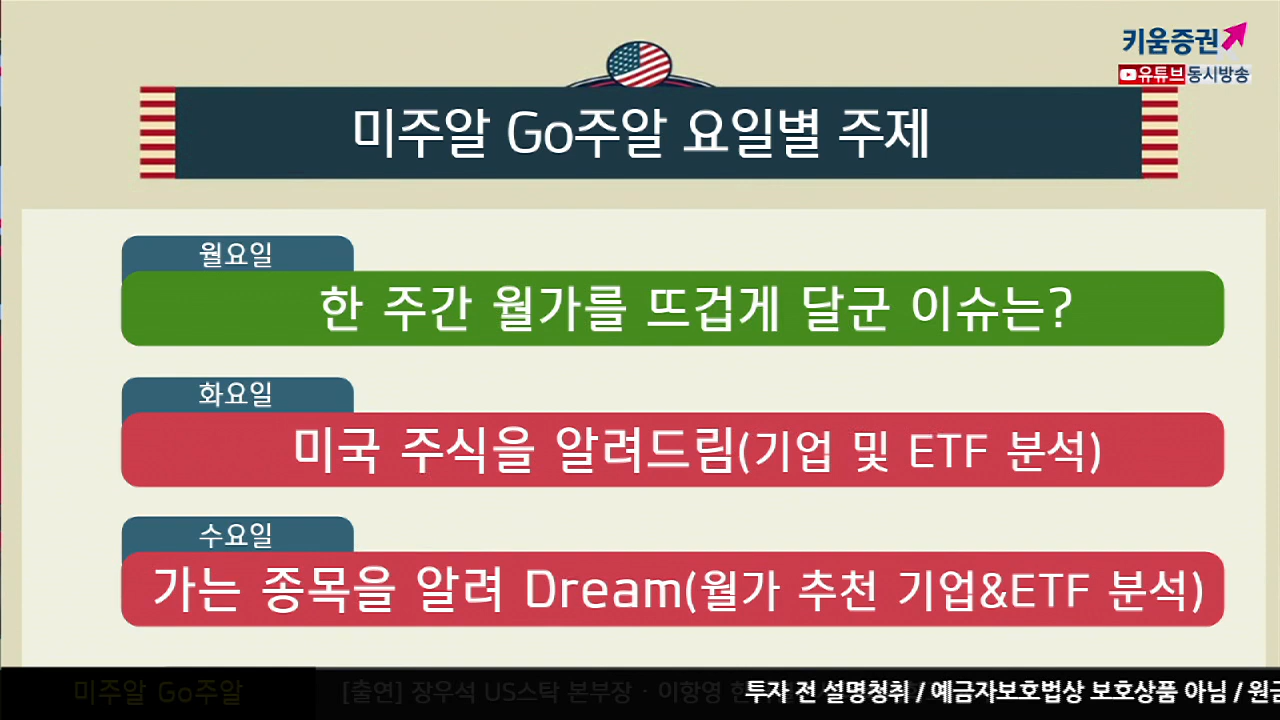 키움증권
유튜브 동시방송
미주알 Go주알 요일별 주제
월요일
한 주간 월가를 뜨겁게 달군 이슈는?
화요일
미국 주식을 알려드림(기업 및 ETF 분석)
수요일
가는 종목을 알려 Dream(월가 추천 기업&ETF 분석)
미주알 Go주알
[출연] 장우석 US스탁 본부장 · 이항영
투자 전 설명청취 / 예금자보호법상 보호상품 아님 /